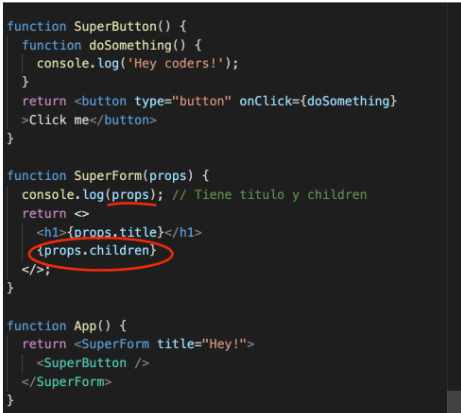 function SuperButton() {
function doSomething() {
console.log('Hey coders!');
}
return <button type="button" onClick={doSomething}
>Click me</button>
}
function SuperForm(props) {
console.log(props); // Tiene titulo y children
return <>
<h1>{props.title}</h1>
{props.children}
</>;
}
function App() {
return <SuperForm title="Hey!">
<SuperButton />
</SuperForm>
}